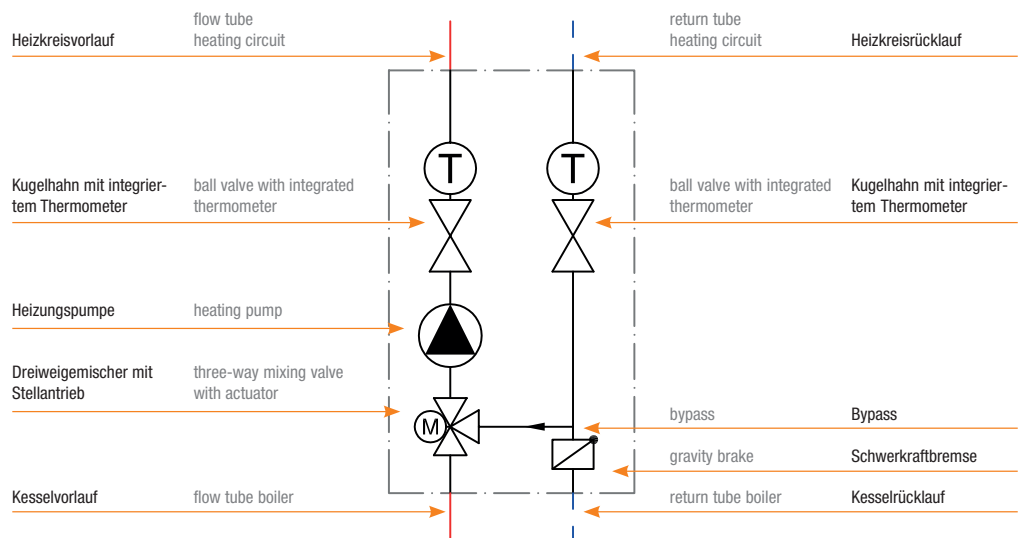 Heizkreisvorlauf
flow tube
heating circuit
return tube
heating circuit
Heizkreisrücklauf
T
T
Kugelhahn mit integrier-
tem Thermometer
ball valve with integrated
thermometer
ball valve with integrated
thermometer
Kugelhahn mit integrier-
tem Thermometer
Heizungspumpe
heating pump
Dreiweigemischer mit
Stellantrieb
three-way mixing valve
with actuator
M
bypass
Bypass
gravity brake
Schwerkraftbremse
Kesselvorlauf
flow tube boiler
return tube boiler
Kesselrücklauf